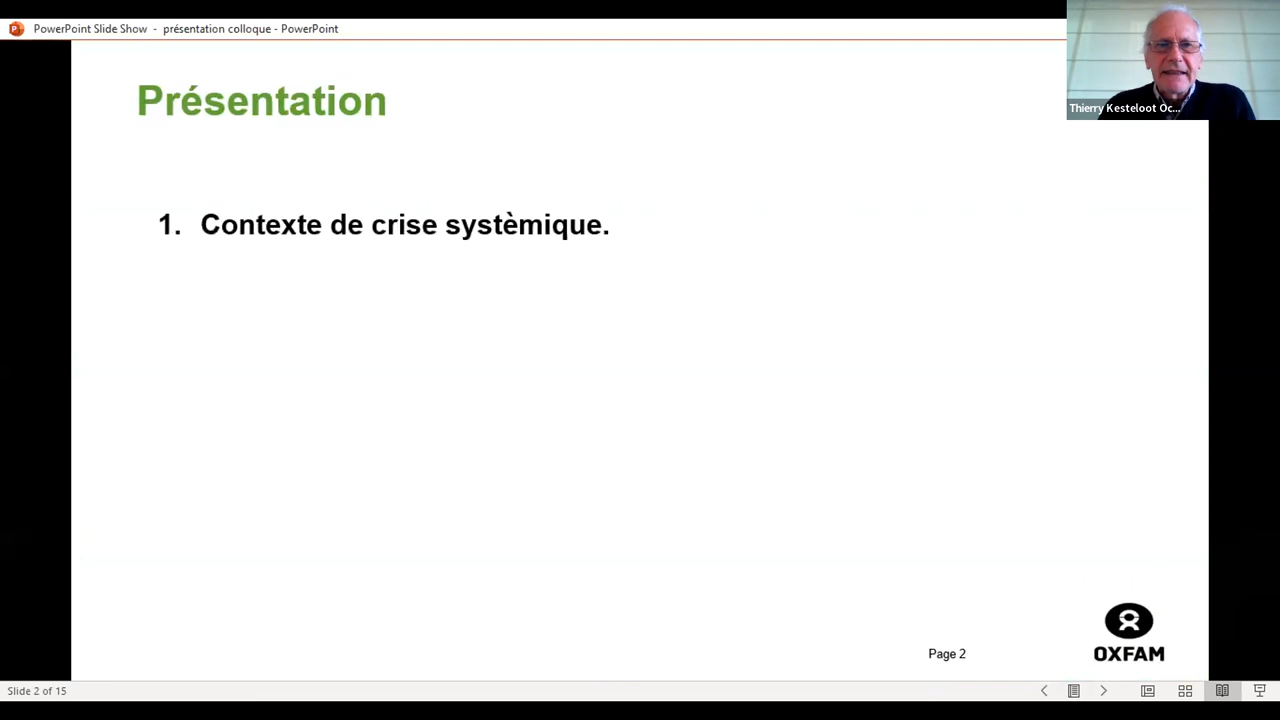 PowerPoint Slide Show - présentation colloque - PowerPoint
Thierry Kesteloot Oc...
Présentation
1. Contexte de crise systèmique.
Page 2
OXFAM
Slide 2 of 15